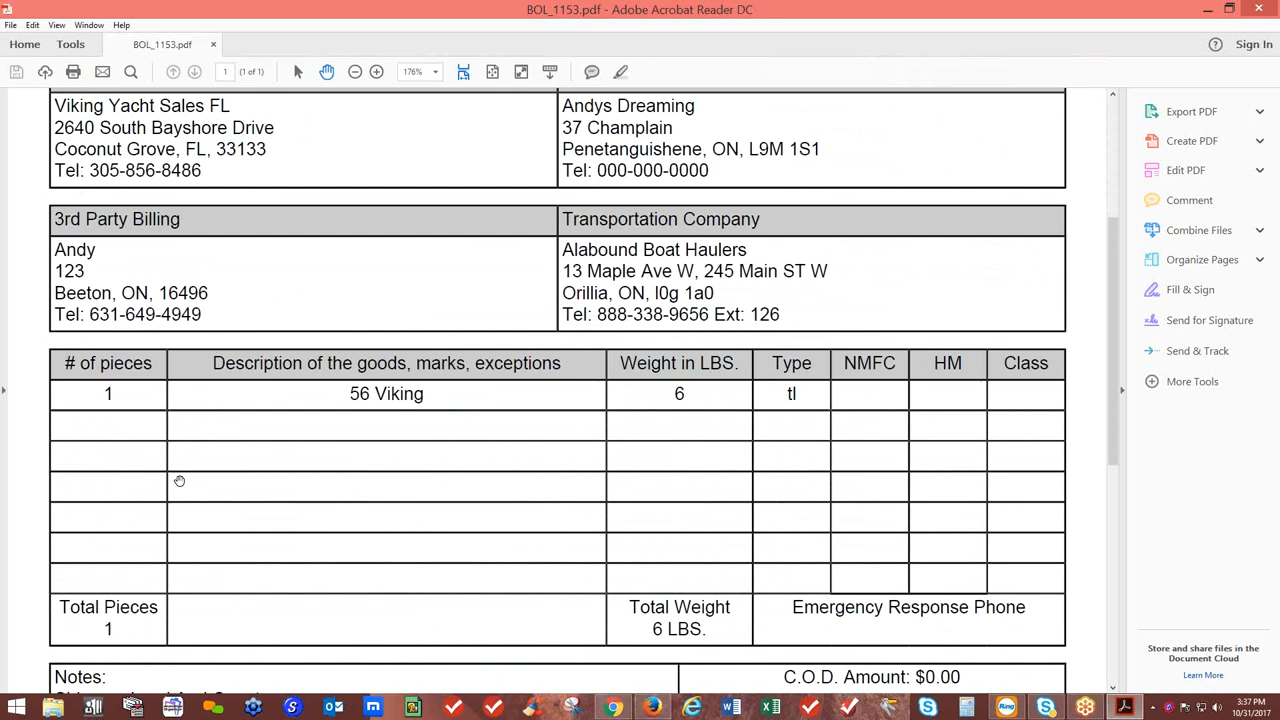 BOL_1153.pdf - Adobe Acrobat Reader DC
File Edit View Window Help
Home Tools BOL_1153.pdf × Sign In
1 (1 of 1) 176%
Viking Yacht Sales FL
2640 South Bayshore Drive
Coconut Grove, FL, 33133
Tel: 305-856-8486
Andys Dreaming
37 Champlain
Penetanguishene, ON, L9M 1S1
Tel: 000-000-0000
3rd Party Billing
Andy
123
Beeton, ON, 16496
Tel: 631-649-4949
Transportation Company
Alabound Boat Haulers
13 Maple Ave W, 245 Main ST W
Orillia, ON, l0g 1a0
Tel: 888-338-9656 Ext: 126
# of pieces Description of the goods, marks, exceptions Weight in LBS. Type NMFC HM Class
1 56 Viking 6 tl
Total Pieces Total Weight Emergency Response Phone
1 6 LBS.
Notes: C.O.D. Amount: $0.00
Export PDF
Create PDF
Edit PDF
Comment
Combine Files
Organize Pages
Fill & Sign
Send for Signature
Send & Track
More Tools
Store and share files in the
Document Cloud
Learn More
Ring
3:37 PM
10/31/2017